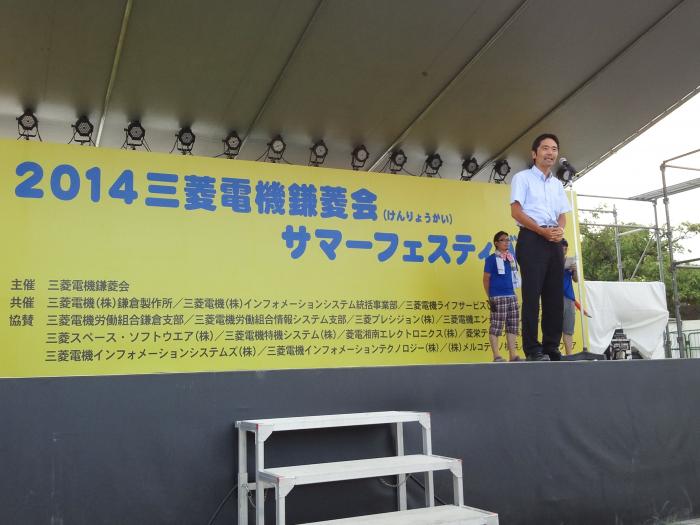 2014三菱電機鎌菱会(けんりょうかい)
サマーフェスティ
主催 三菱電機鎌菱会
共催 三菱電機(株)鎌倉製作所／三菱電機(株)インフォメーションシステム統括事業部／三菱電機ライフサービス
協賛 三菱電機労働組合鎌倉支部／三菱電機労働組合情報システム支部／三菱プレシジョン(株)／三菱電機エン
三菱スペース・ソフトウエア(株)／三菱電機特機システム(株)／菱電湘南エレクトロニクス(株)／菱栄テ
三菱電機インフォメーションシステムズ(株)／三菱電機インフォメーションテクノロジー(株)／(株)メルコテ